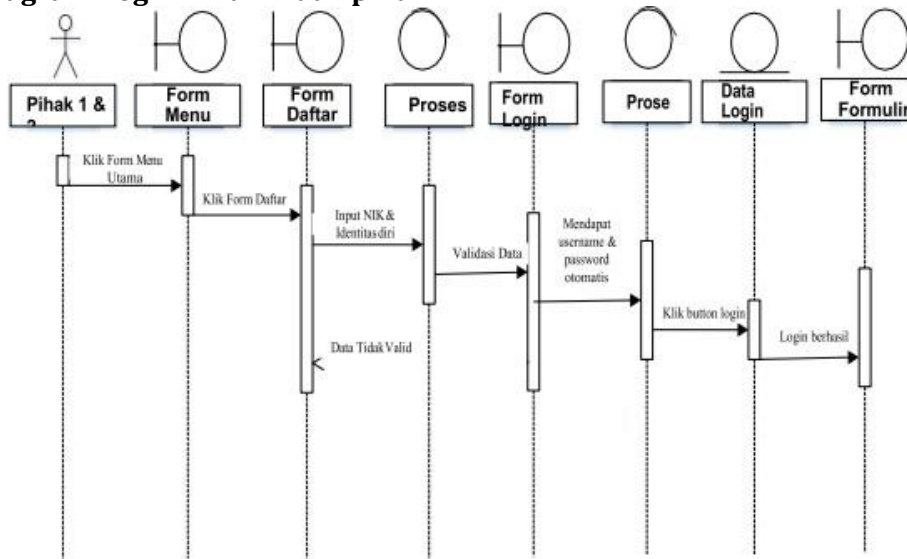 Pihak 1 &
Form
Menu
Form
Daftar
Proses
Form
Login
Prose
Data
Login
Form
Formulir
Klik Form Menu
Utama
Klik Form Daftar
Input NIK &
Identitas diri
Validasi Data
Mendapat
username &
password
otomatis
Klik button login
Login berhasil
Data Tidak Valid